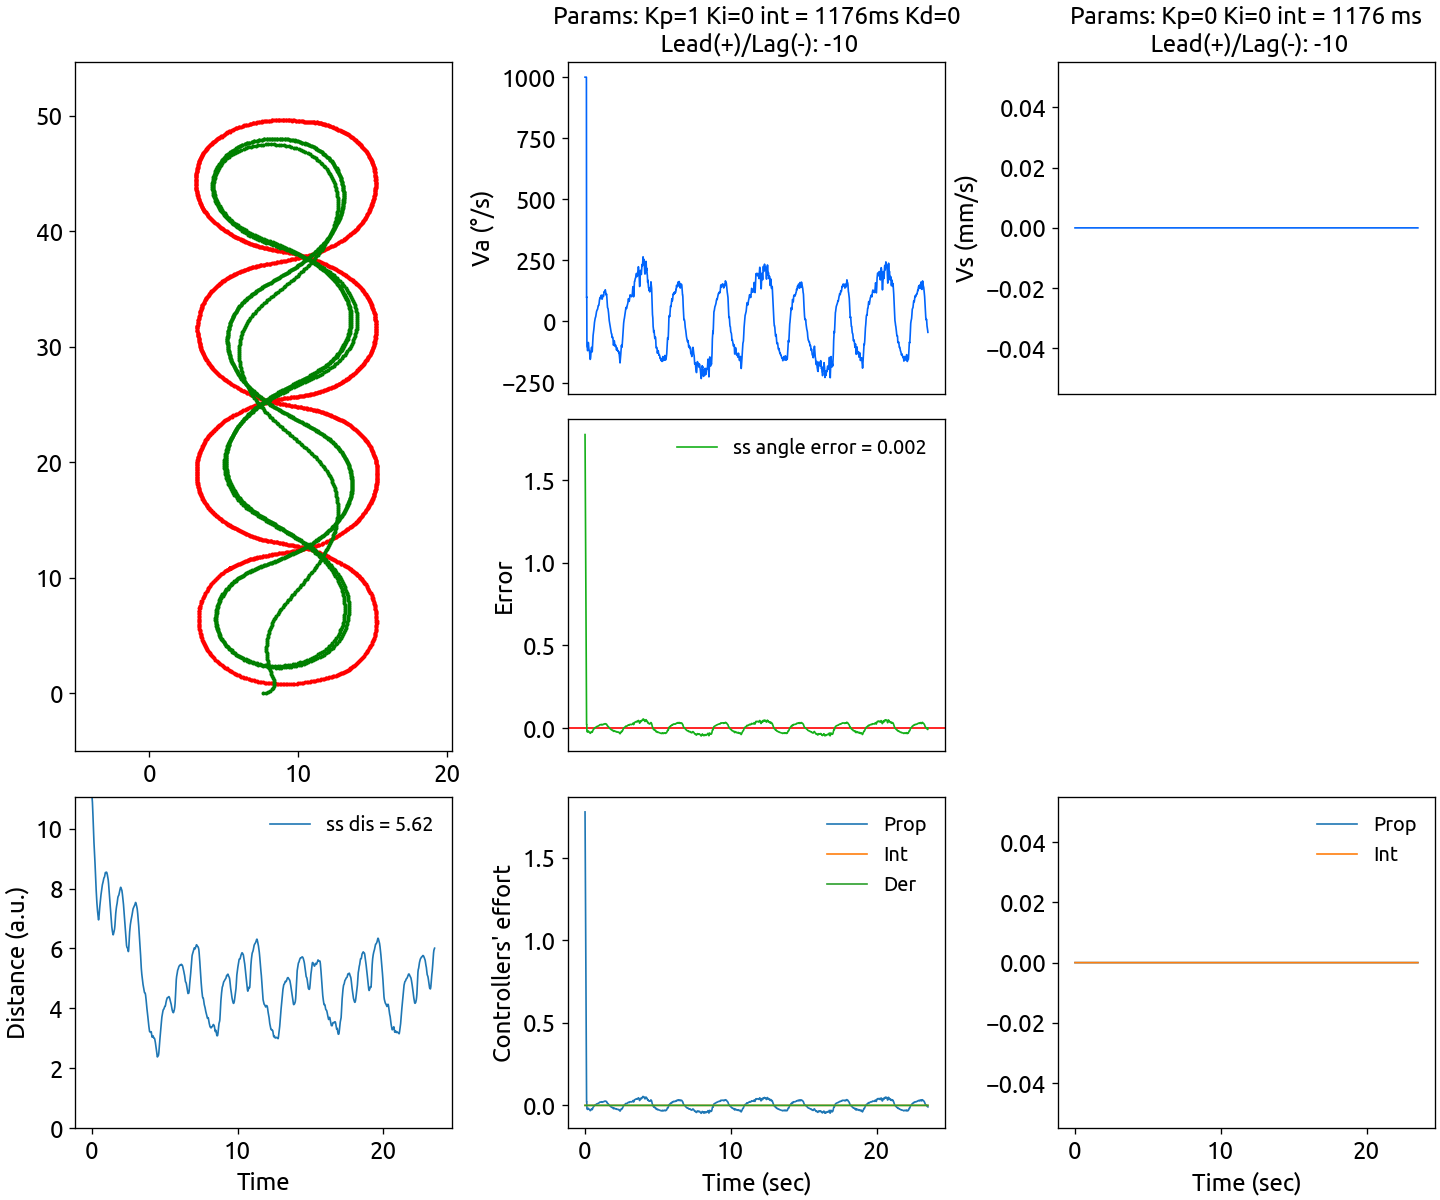 Params: Kp=1 Ki=0 int = 1176ms Kd=0
Lead(+)/Lag(-): -10
Params: Kp=0 Ki=0 int = 1176 ms
Lead(+)/Lag(-): -10
50
40
30
20
10
0
0
10
20
Va (°/s)
1000
750
500
250
0
−250
Vs (mm/s)
0.04
0.02
0.00
−0.02
−0.04
Error
1.5
1.0
0.5
0.0
ss angle error = 0.002
Distance (a.u.)
10
8
6
4
2
0
ss dis = 5.62
0
10
20
Time
Controllers' effort
1.5
1.0
0.5
0.0
Prop
Int
Der
0
10
20
Time (sec)
0.04
0.02
0.00
−0.02
−0.04
Prop
Int
0
10
20
Time (sec)